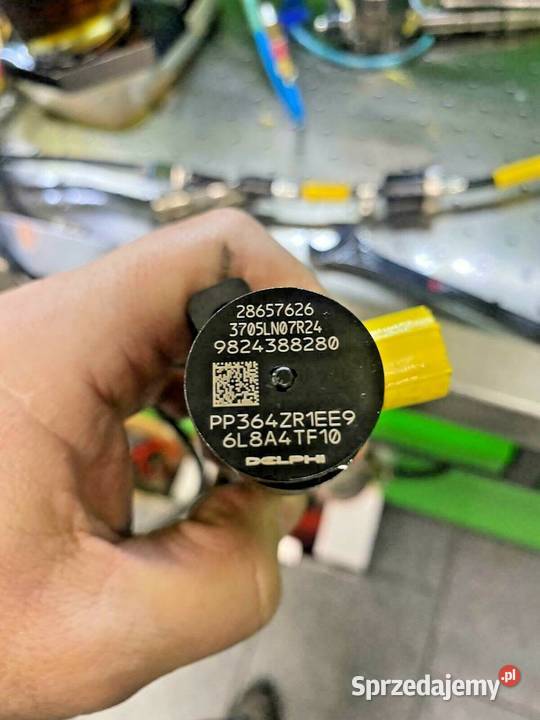 28657626
3705LN07R24
9824388280
PP364ZR1EE9
6L8A4TF10
DELPHI
Sprzedajemy.pl